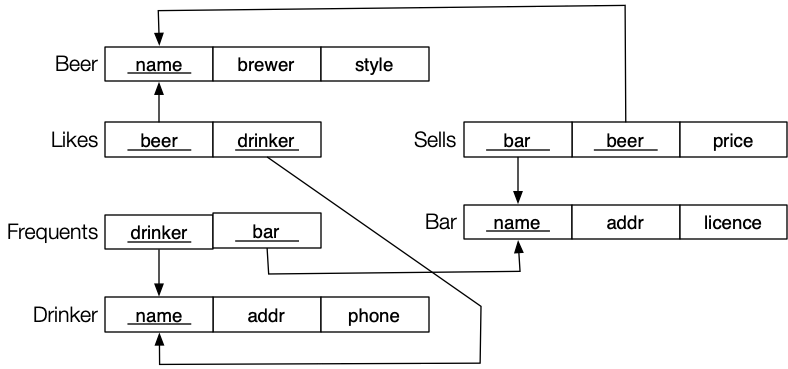 Beer name brewer style
Likes beer drinker
Sells bar beer price
Bar name addr licence
Frequents drinker bar
Drinker name addr phone